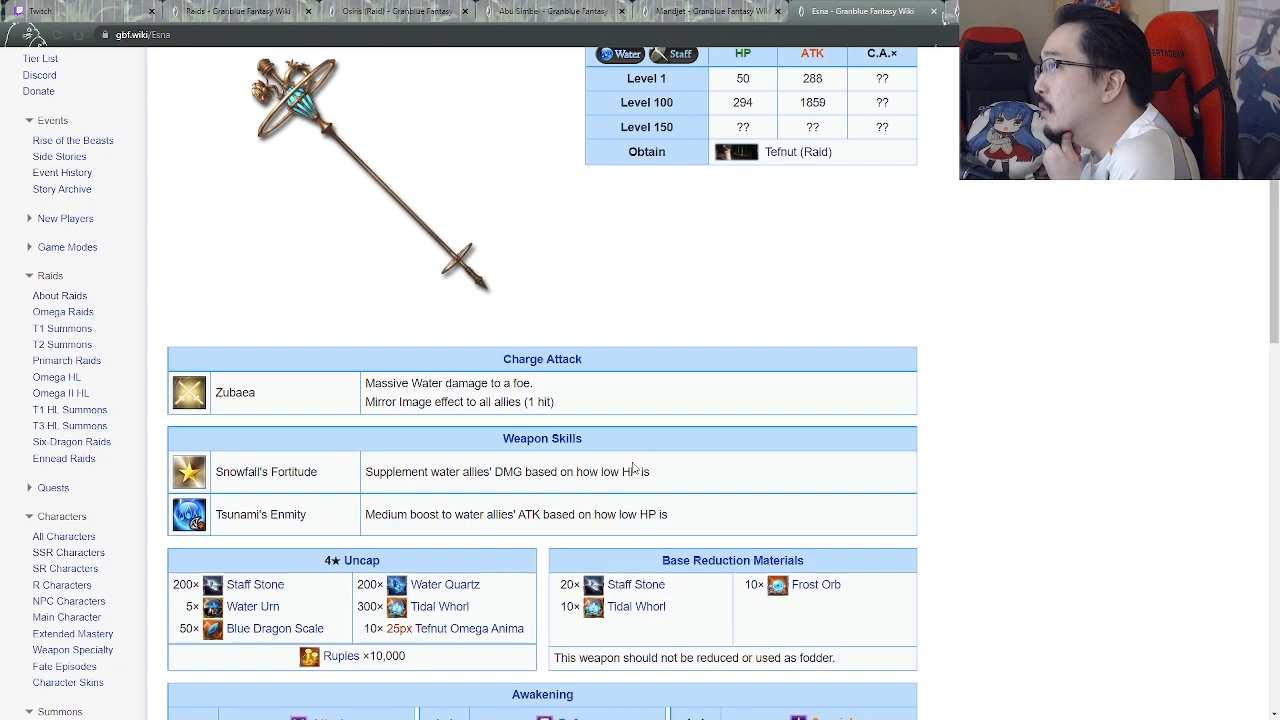 Twitch × Raids - Granblue Fantasy Wiki × Osiris (Raid) - Granblue Fantasy Wiki × Abu Simbel - Granblue Fantasy × Mandjet - Granblue Fantasy Wiki × Esna - Granblue Fantasy Wiki ×
gbf.wiki/Esna
Tier List
Discord
Donate
Events
Rise of the Beasts
Side Stories
Event History
Story Archive
New Players
Game Modes
Raids
About Raids
Omega Raids
T1 Summons
T2 Summons
Primarch Raids
Omega HL
Omega II HL
T1 HL Summons
T3 HL Summons
Six-Dragon Raids
Ennead Raids
Quests
Characters
All Characters
SSR Characters
SR Characters
R Characters
NPC Characters
Main Character
Extended Mastery
Weapon Specialty
Fate Episodes
Character Skins
Summons
Water Staff HP ATK C.A.×
Level 1 50 288 ??
Level 100 294 1859 ??
Level 150 ?? ?? ??
Obtain Tefnut (Raid)
Charge Attack
Zubaea
Massive Water damage to a foe.
Mirror Image effect to all allies (1 hit)
Weapon Skills
Snowfall's Fortitude Supplement water allies' DMG based on how low HP is
Tsunami's Enmity Medium boost to water allies' ATK based on how low HP is
4★ Uncap
200× Staff Stone 200× Water Quartz
5× Water Urn 300× Tidal Whorl
50× Blue Dragon Scale 10× 25px Tefnut Omega Anima
Rupies ×10,000
Base Reduction Materials
20× Staff Stone 10× Frost Orb
10× Tidal Whorl
This weapon should not be reduced or used as fodder.
Awakening